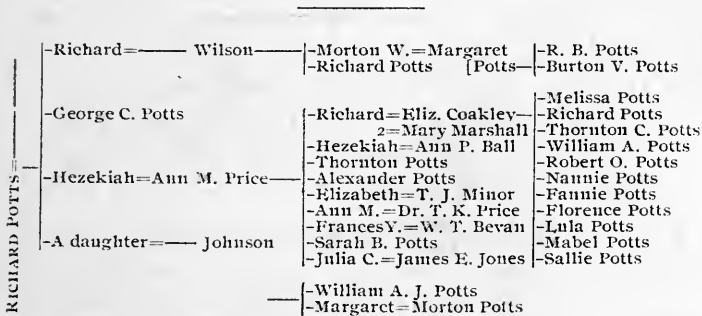 RICHARD POTTS=
-Richard=—— Wilson— -Morton W.=Margaret -R. B. Potts
-Richard Potts [Potts— -Burton V. Potts
-Melissa Potts
-George C. Potts -Richard=Eliz. Coakley— -Richard Potts
2=Mary Marshall -Thornton C. Potts
-Hezekiah=Ann P. Ball -William A. Potts
-Thornton Potts -Robert O. Potts
-Hezekiah=Ann M. Price— -Alexander Potts -Nannie Potts
-Elizabeth=T. J. Minor -Fannie Potts
-Ann M.=Dr. T. K. Price -Florence Potts
-FrancesY.=W. T. Bevan -Lula Potts
-A daughter=—— Johnson -Sarah B. Potts -Mabel Potts
-Julia C.=James E. Jones -Sallie Potts
-William A. J. Potts
-Margaret=Morton Potts